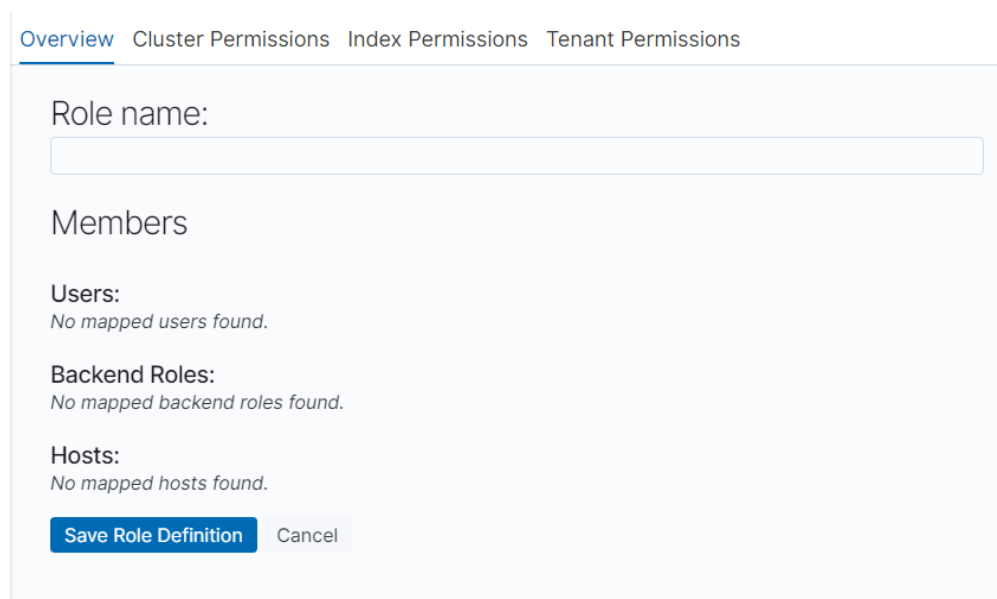 Overview Cluster Permissions Index Permissions Tenant Permissions
Role name:
Members
Users:
No mapped users found.
Backend Roles:
No mapped backend roles found.
Hosts:
No mapped hosts found.
Save Role Definition Cancel